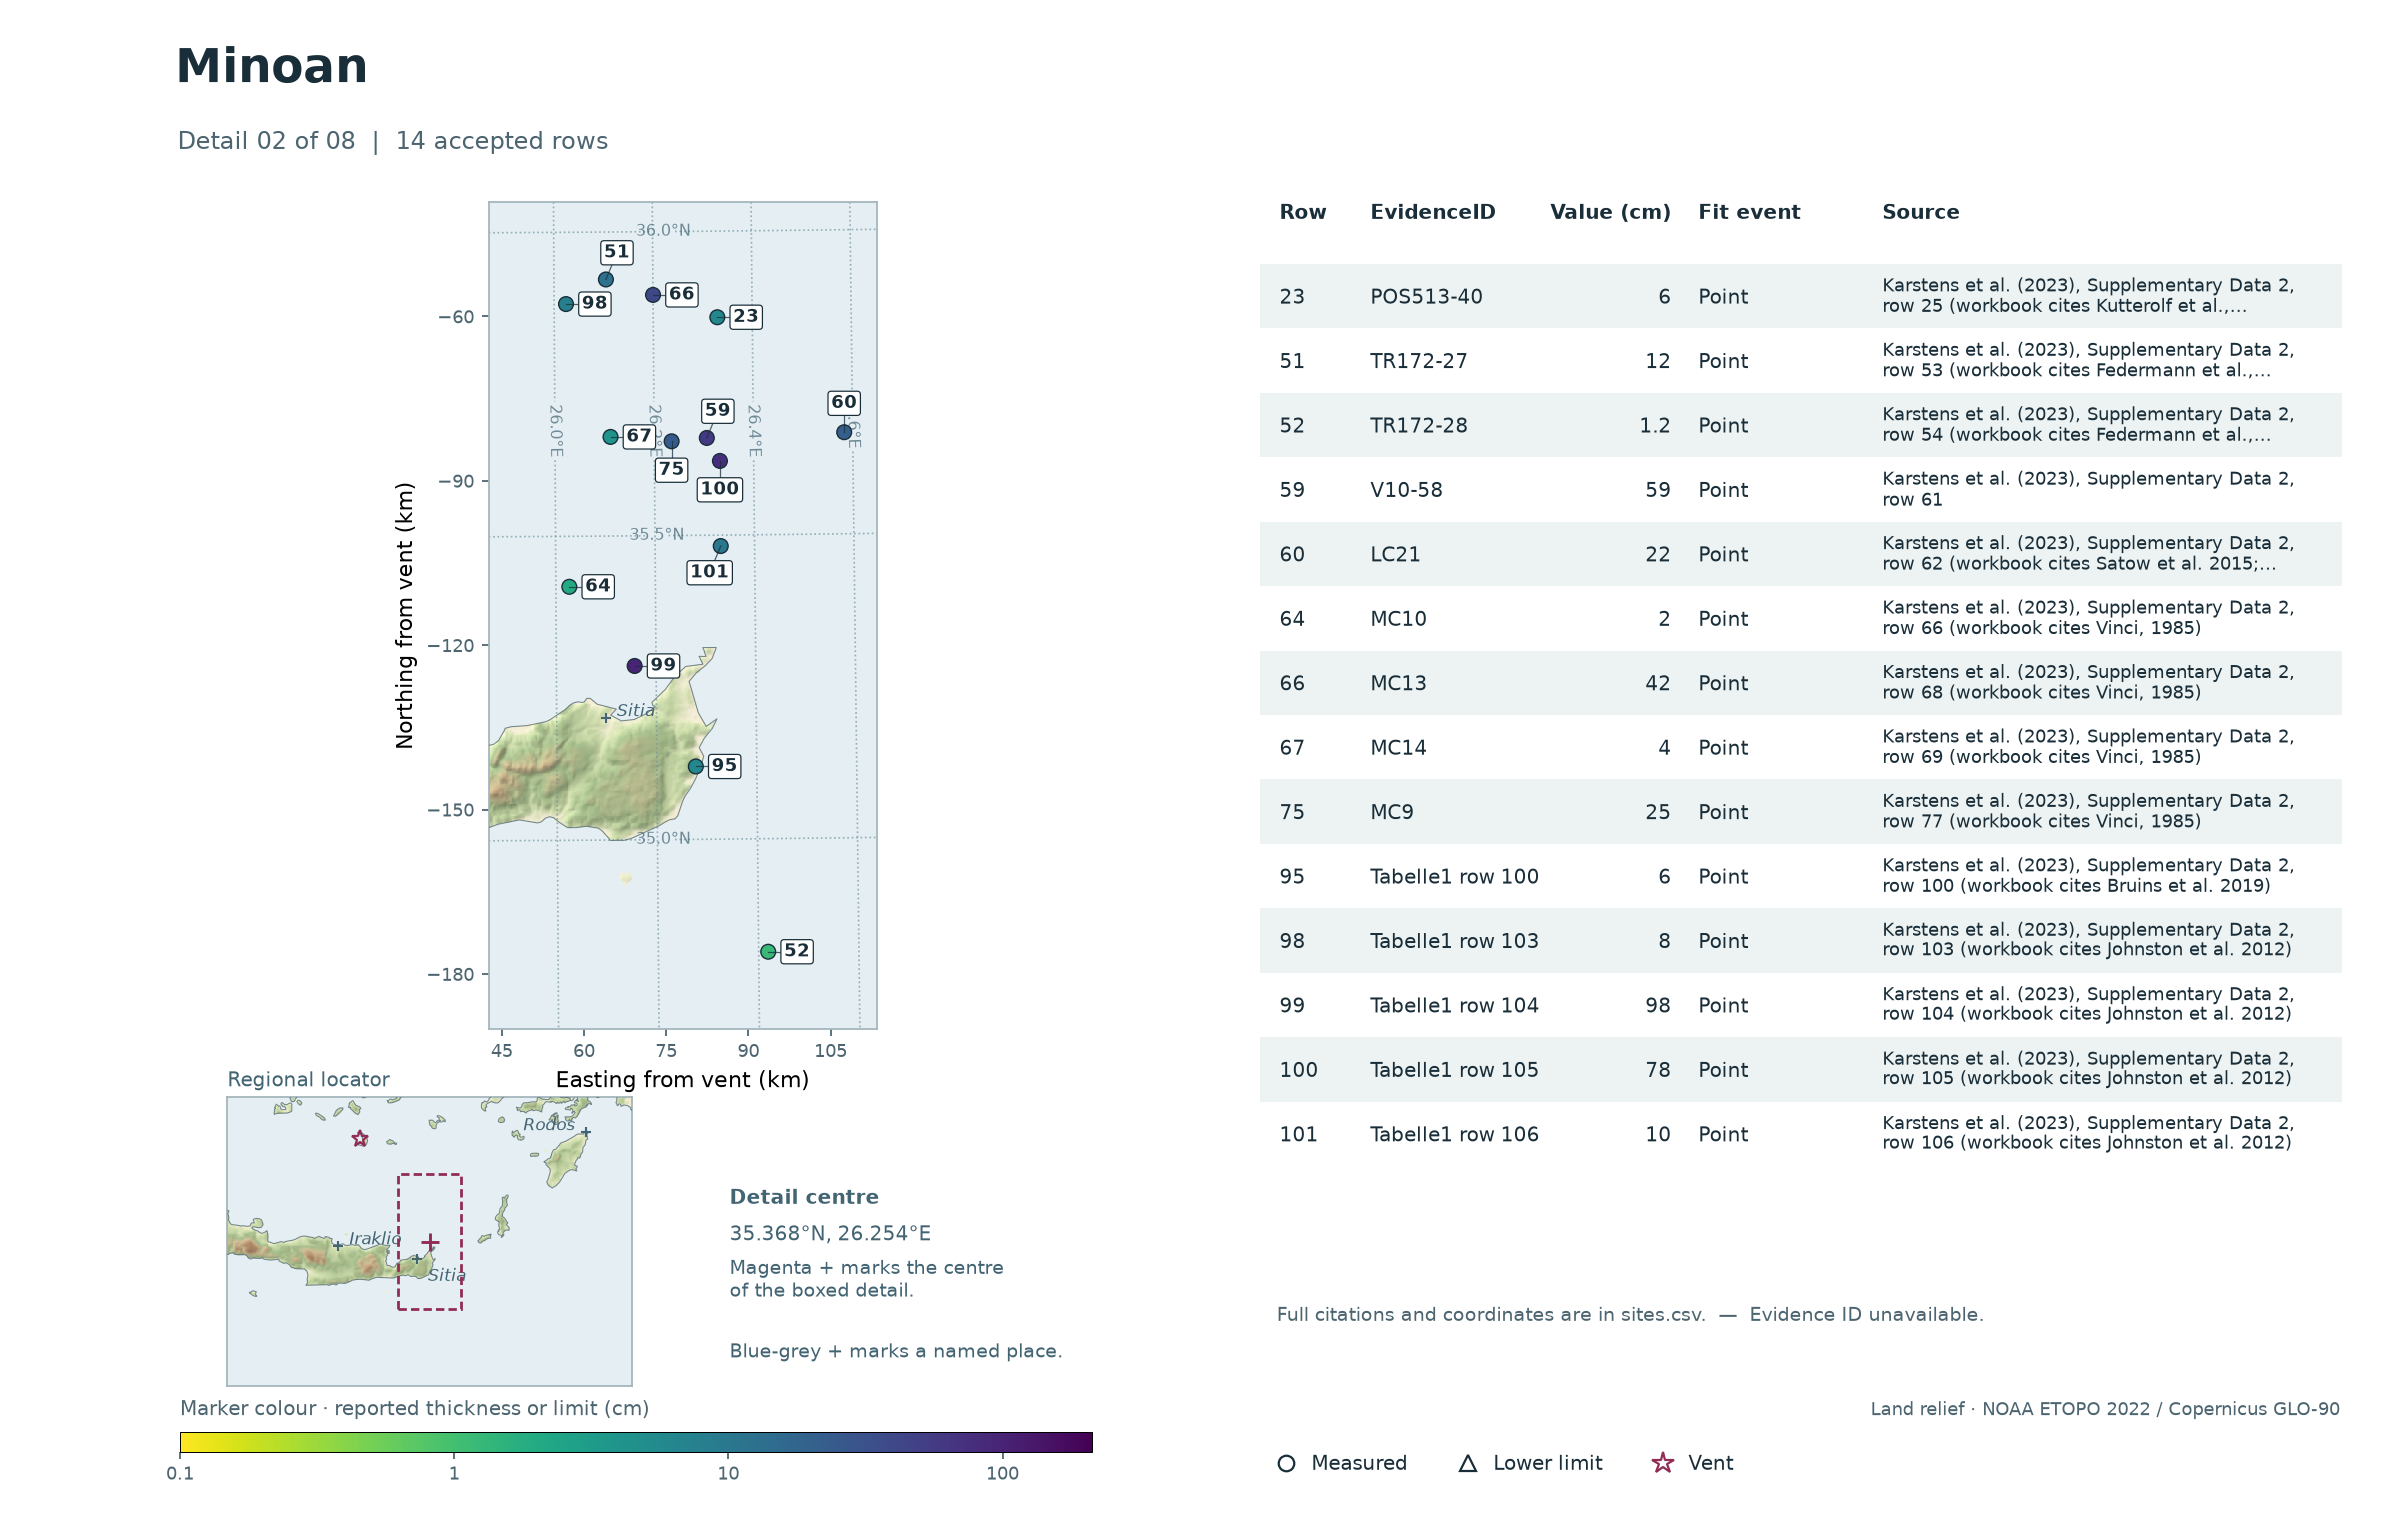 Minoan
Detail 02 of 08 | 14 accepted rows
36.0°N
51
66
98
23
60
59
26.0°E
26.4°E
67
75
100
35.5°N
101
64
99
Sitia
95
35.0°N
52
−60
−90
−120
−150
−180
Northing from vent (km)
45 60 75 90 105
Easting from vent (km)
Regional locator
Rodos
Iraklio
Sitia
Detail centre
35.368°N, 26.254°E
Magenta + marks the centre
of the boxed detail.
Blue-grey + marks a named place.
Marker colour · reported thickness or limit (cm)
0.1 1 10 100
Row EvidenceID Value (cm) Fit event Source
23 POS513-40 6 Point Karstens et al. (2023), Supplementary Data 2,
row 25 (workbook cites Kutterolf et al.,…
51 TR172-27 12 Point Karstens et al. (2023), Supplementary Data 2,
row 53 (workbook cites Federmann et al.,…
52 TR172-28 1.2 Point Karstens et al. (2023), Supplementary Data 2,
row 54 (workbook cites Federmann et al.,…
59 V10-58 59 Point Karstens et al. (2023), Supplementary Data 2,
row 61
60 LC21 22 Point Karstens et al. (2023), Supplementary Data 2,
row 62 (workbook cites Satow et al. 2015;…
64 MC10 2 Point Karstens et al. (2023), Supplementary Data 2,
row 66 (workbook cites Vinci, 1985)
66 MC13 42 Point Karstens et al. (2023), Supplementary Data 2,
row 68 (workbook cites Vinci, 1985)
67 MC14 4 Point Karstens et al. (2023), Supplementary Data 2,
row 69 (workbook cites Vinci, 1985)
75 MC9 25 Point Karstens et al. (2023), Supplementary Data 2,
row 77 (workbook cites Vinci, 1985)
95 Tabelle1 row 100 6 Point Karstens et al. (2023), Supplementary Data 2,
row 100 (workbook cites Bruins et al. 2019)
98 Tabelle1 row 103 8 Point Karstens et al. (2023), Supplementary Data 2,
row 103 (workbook cites Johnston et al. 2012)
99 Tabelle1 row 104 98 Point Karstens et al. (2023), Supplementary Data 2,
row 104 (workbook cites Johnston et al. 2012)
100 Tabelle1 row 105 78 Point Karstens et al. (2023), Supplementary Data 2,
row 105 (workbook cites Johnston et al. 2012)
101 Tabelle1 row 106 10 Point Karstens et al. (2023), Supplementary Data 2,
row 106 (workbook cites Johnston et al. 2012)
Full citations and coordinates are in sites.csv. — Evidence ID unavailable.
Land relief · NOAA ETOPO 2022 / Copernicus GLO-90
Measured Lower limit Vent